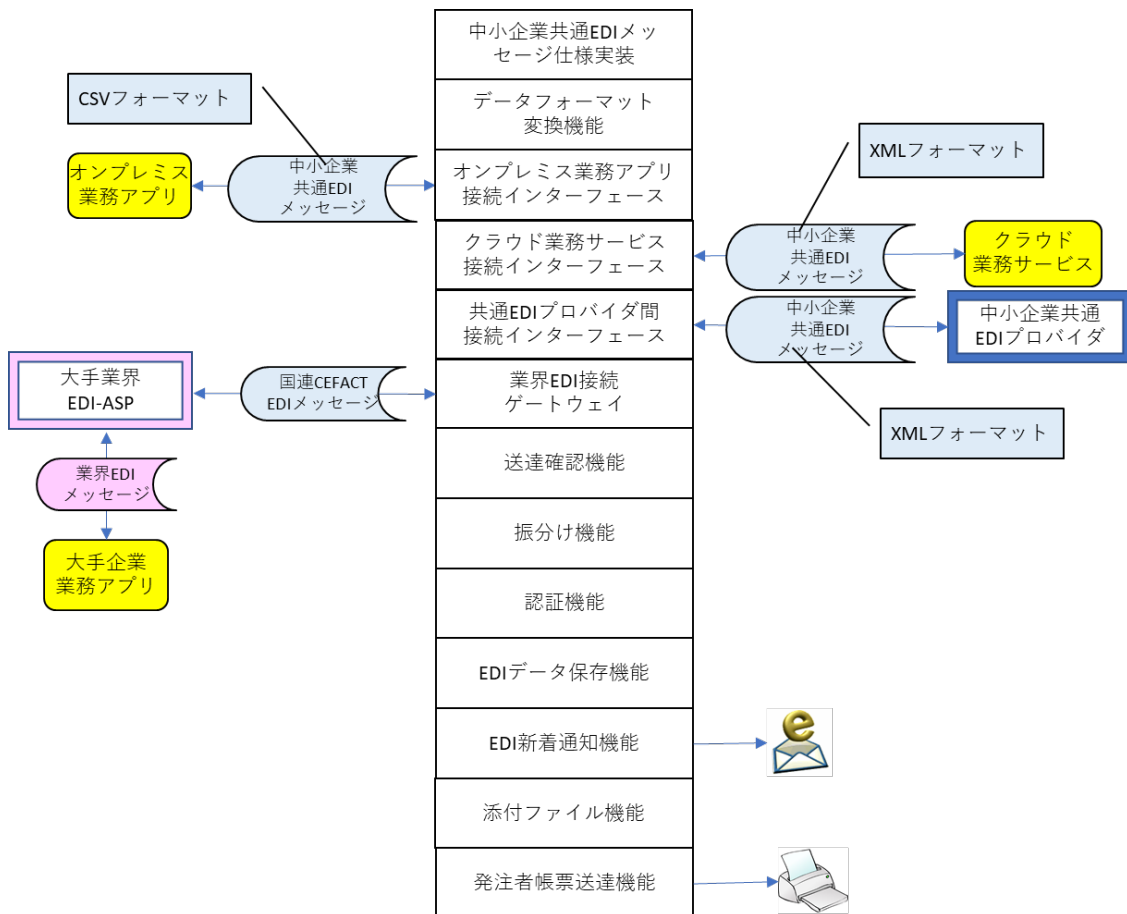 中小企業共通EDIメッ
セージ仕様実装
CSVフォーマット
データフォーマット
変換機能
XMLフォーマット
オンプレミス
業務アプリ
中小企業
共通EDI
メッセージ
オンプレミス業務アプリ
接続インターフェース
クラウド業務サービス
接続インターフェース
中小企業
共通EDI
メッセージ
クラウド
業務サービス
共通EDIプロバイダ間
接続インターフェース
中小企業
共通EDI
メッセージ
中小企業共通
EDIプロバイダ
大手業界
EDI-ASP
国連CEFACT
EDIメッセージ
業界EDI接続
ゲートウェイ
XMLフォーマット
業界EDI
メッセージ
送達確認機能
大手企業
業務アプリ
振分け機能
認証機能
EDIデータ保存機能
EDI新着通知機能
e
添付ファイル機能
発注者帳票送達機能